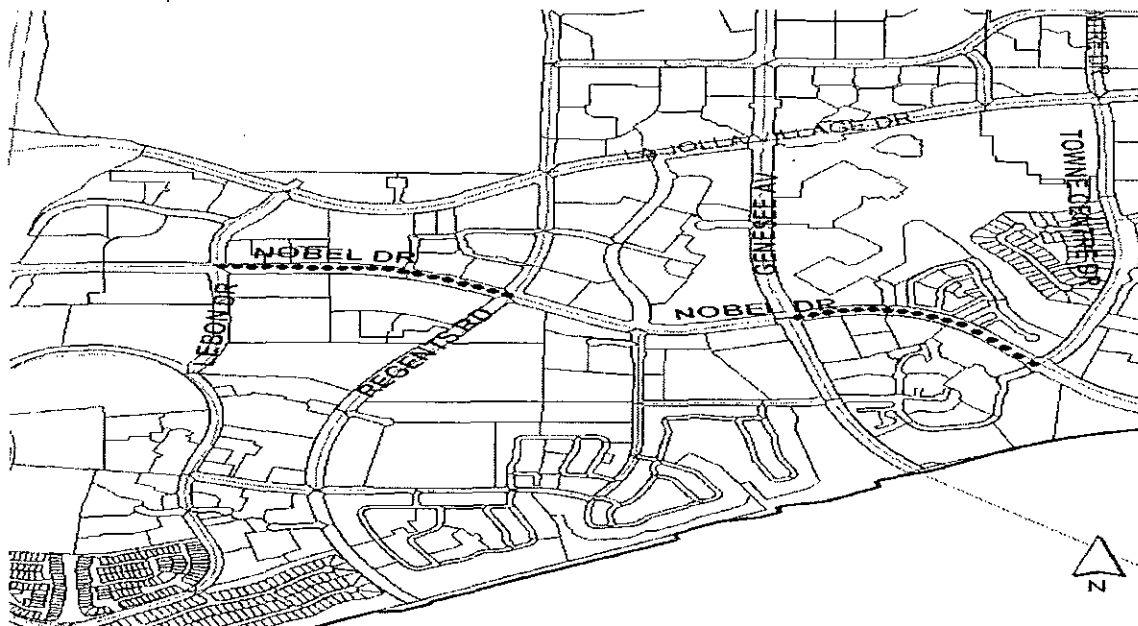 LA JOLLA VILLAGE DR
TOWNE CENTRE DR
GENESEE AV
NOBEL DR
LEBON DR
NOBEL DR
REGENTS RD
N